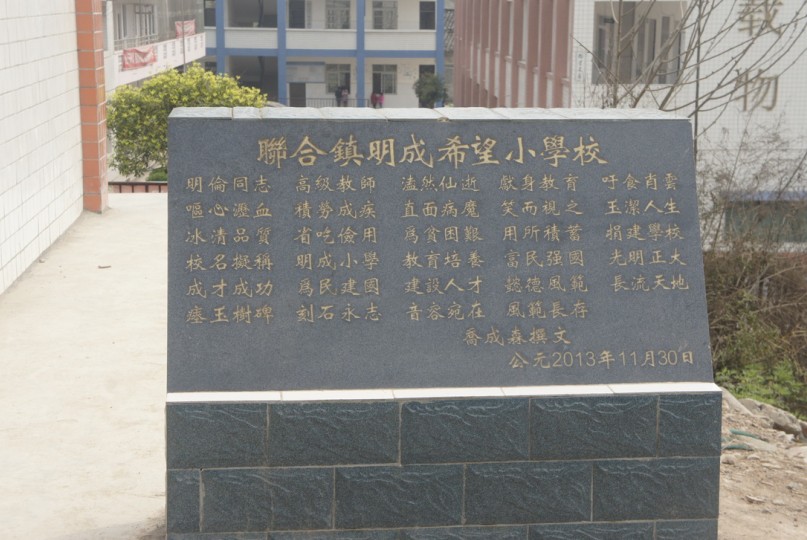 聯合鎮明成希望小學校
明倫同志 高級教師 溘然仙逝 獻身教育 吁食肖雲
嘔心瀝血 積勞成疾 直面病魔 笑而視之 玉潔人生
冰清品質 省吃儉用 爲貧困艱 用所積蓄 捐建學校
校名擬稱 明成小學 教育培養 富民强國 光明正大
成才成功 爲民建國 建設人才 懿德風範 長流天地
瘞玉樹碑 刻石永志 音容宛在 風範長存
喬成森撰文
公元2013年11月30日
載物